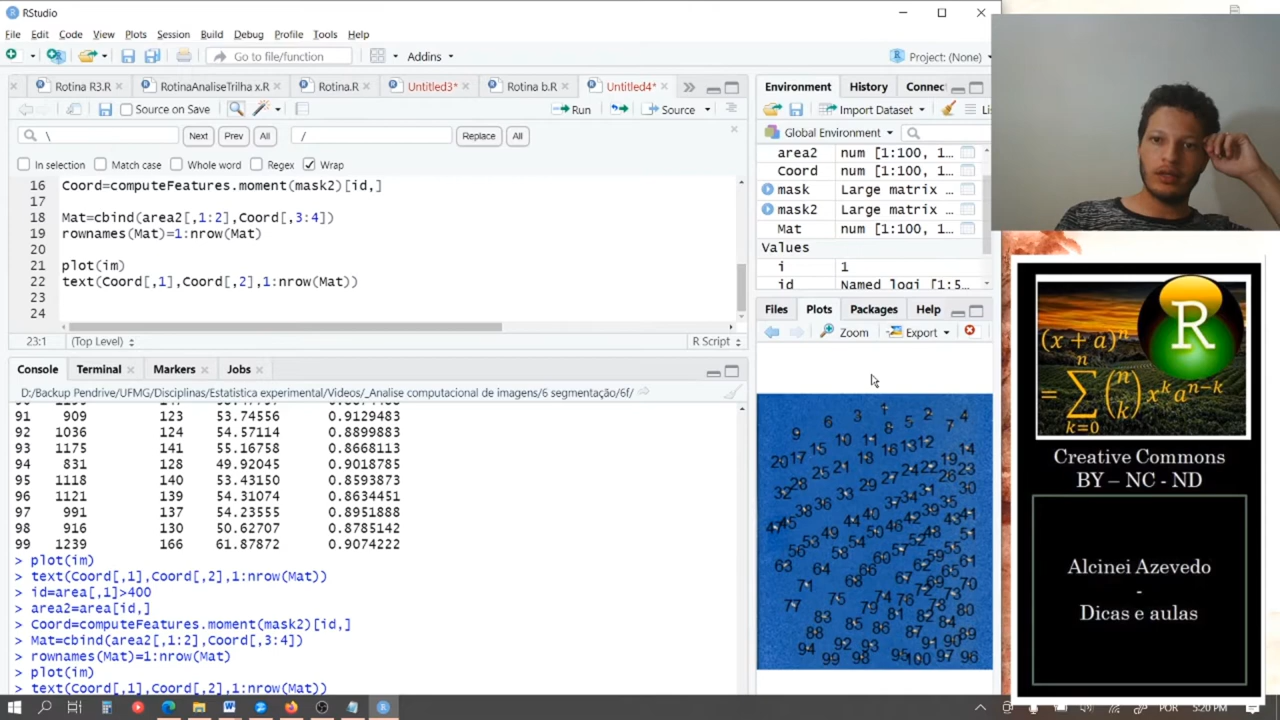 RStudio
File Edit Code View Plots Session Build Debug Profile Tools Help
Go to file/function Addins Project: (None)
Rotina R3.R RotinaAnaliseTrilha x.R Rotina.R Untitled3* Rotina b.R Untitled4*
Source on Save Run Source
\ Next Prev All / Replace All
In selection Match case Whole word Regex Wrap
16 Coord=computeFeatures.moment(mask2)[id,]
17
18 Mat=cbind(area2[,1:2],Coord[,3:4])
19 rownames(Mat)=1:nrow(Mat)
20
21 plot(im)
22 text(Coord[,1],Coord[,2],1:nrow(Mat))
23
24
23:1 (Top Level) R Script
Console Terminal Markers Jobs
D:/Backup Pendrive/UFMG/Disciplinas/Estatística experimental/Videos/_Analise computacional de imagens/6 segmentação/6f/
91 909 123 53.74556 0.9129483
92 1036 124 54.57114 0.8899883
93 1175 141 55.16758 0.8668113
94 831 128 49.92045 0.9018785
95 1118 140 53.43150 0.8593873
96 1121 139 54.31074 0.8634451
97 991 137 54.23555 0.8951888
98 916 130 50.62707 0.8785142
99 1239 166 61.87872 0.9074222
> plot(im)
> text(Coord[,1],Coord[,2],1:nrow(Mat))
> id=area[,1]>400
> area2=area[id,]
> Coord=computeFeatures.moment(mask2)[id,]
> Mat=cbind(area2[,1:2],Coord[,3:4])
> rownames(Mat)=1:nrow(Mat)
> plot(im)
> text(Coord[,1],Coord[,2],1:nrow(Mat))
Environment History Connec
Import Dataset Li
Global Environment
area2 num [1:100, 1…
Coord num [1:100, 1…
mask Large matrix …
mask2 Large matrix …
Mat num [1:100, 1…
Values
i 1
id Named logi [1:5…
Files Plots Packages Help
Zoom Export
R
(x + a)ⁿ
= ∑ (n k) xᵏ aⁿ⁻ᵏ
n
k=0
Creative Commons
BY – NC - ND
Alcinei Azevedo
-
Dicas e aulas
POR 5:20 PM